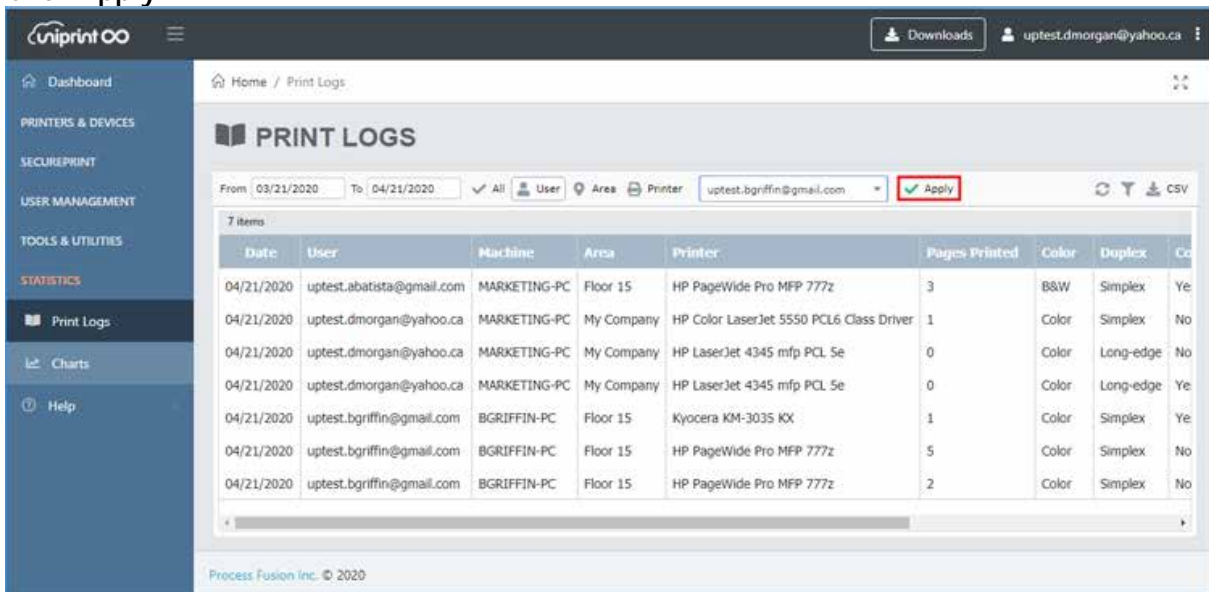 uniprint
Downloads
uptest.dmorgan@yahoo.ca
Dashboard
Home / Print Logs
PRINTERS & DEVICES
PRINT LOGS
SECUREPRINT
From 03/21/2020 To 04/21/2020 All User Area Printer uptest.bgriffin@gmail.com Apply CSV
USER MANAGEMENT
7 items
TOOLS & UTILITIES
Date User Machine Area Printer Pages Printed Color Duplex Co
STATISTICS
04/21/2020 uptest.abatista@gmail.com MARKETING-PC Floor 15 HP PageWide Pro MFP 777z 3 B&W Simplex Ye
Print Logs
04/21/2020 uptest.dmorgan@yahoo.ca MARKETING-PC My Company HP Color LaserJet 5550 PCL6 Class Driver 1 Color Simplex No
Charts
04/21/2020 uptest.dmorgan@yahoo.ca MARKETING-PC My Company HP LaserJet 4345 mfp PCL 5e 0 Color Long-edge No
04/21/2020 uptest.dmorgan@yahoo.ca MARKETING-PC My Company HP LaserJet 4345 mfp PCL 5e 0 Color Long-edge Ye
Help
04/21/2020 uptest.bgriffin@gmail.com BGRIFFIN-PC Floor 15 Kyocera KM-3035 KX 1 Color Simplex Ye
04/21/2020 uptest.bgriffin@gmail.com BGRIFFIN-PC Floor 15 HP PageWide Pro MFP 777z 5 Color Simplex No
04/21/2020 uptest.bgriffin@gmail.com BGRIFFIN-PC Floor 15 HP PageWide Pro MFP 777z 2 Color Simplex No
Process Fusion Inc. © 2020